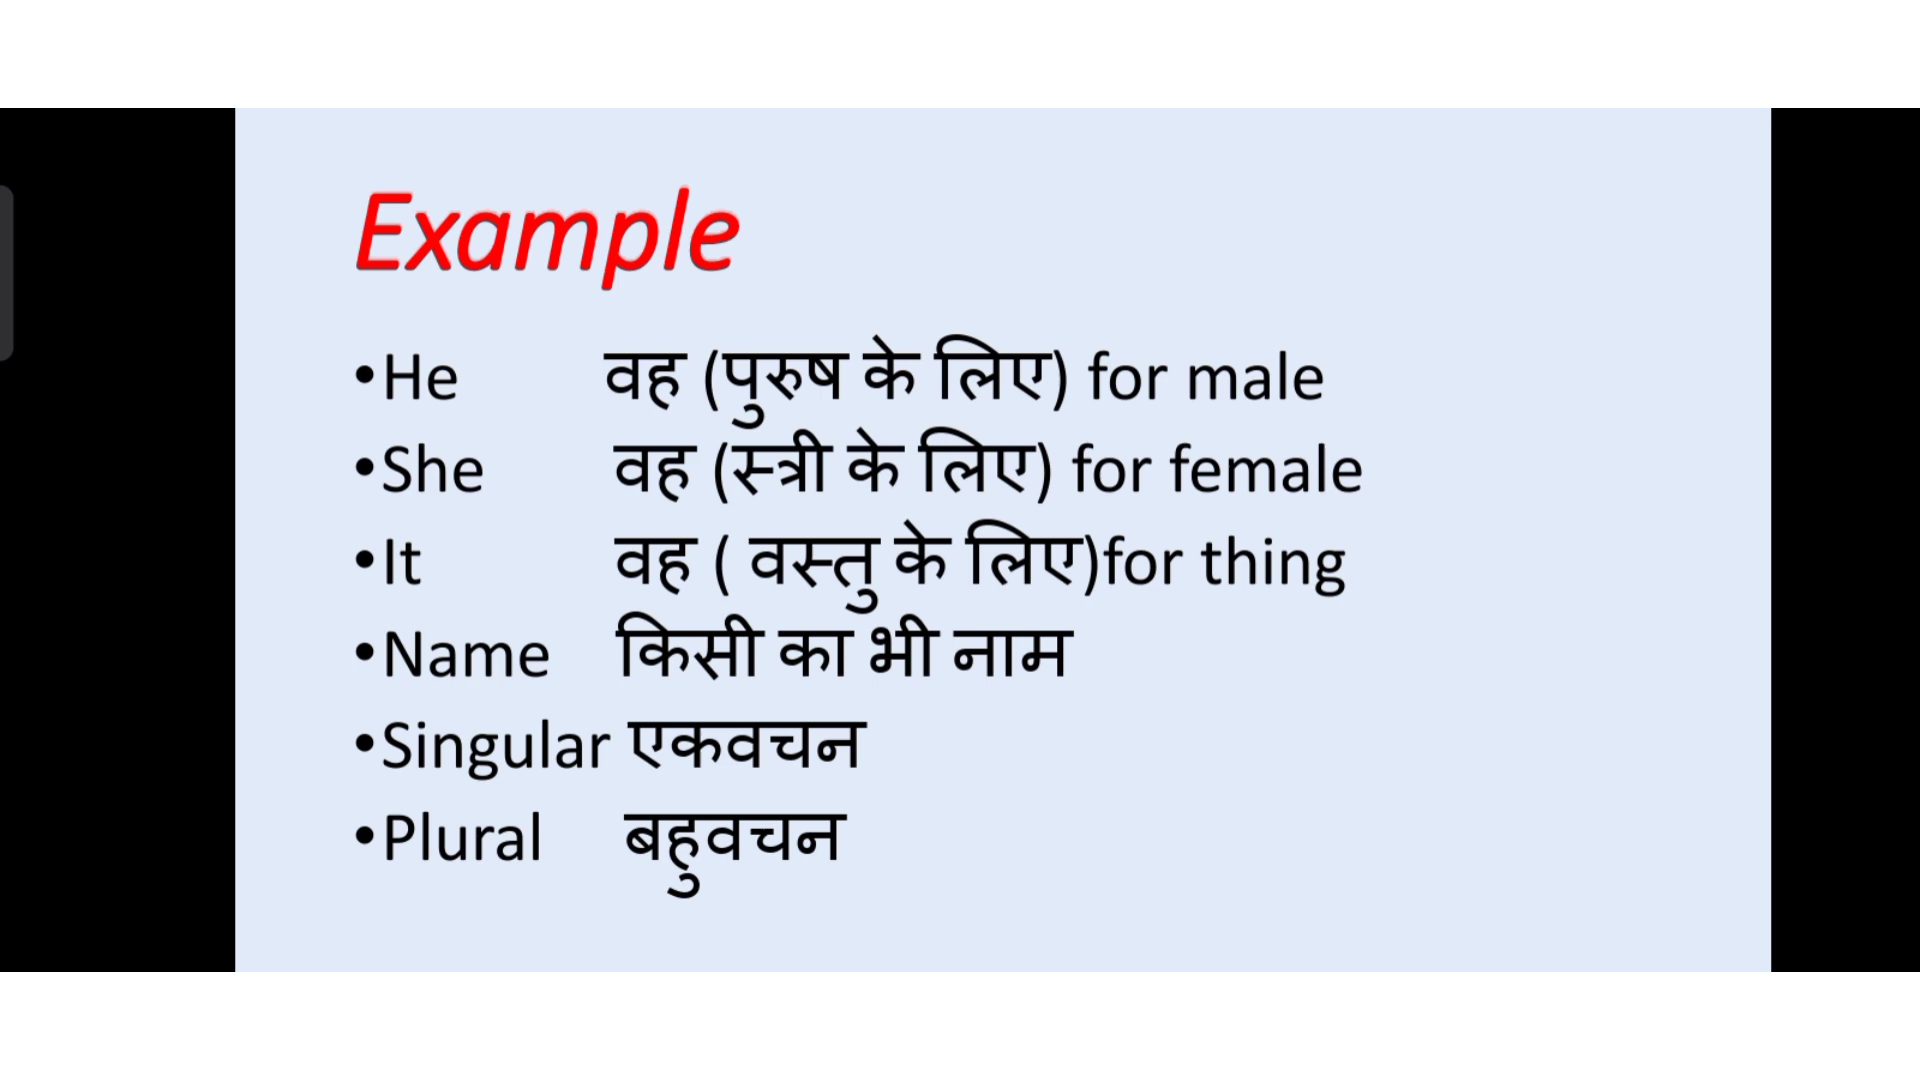 Example
•He वह (पुरुष के लिए) for male
•She वह (स्त्री के लिए) for female
•It वह ( वस्तु के लिए)for thing
•Name किसी का भी नाम
•Singular एकवचन
•Plural बहुवचन